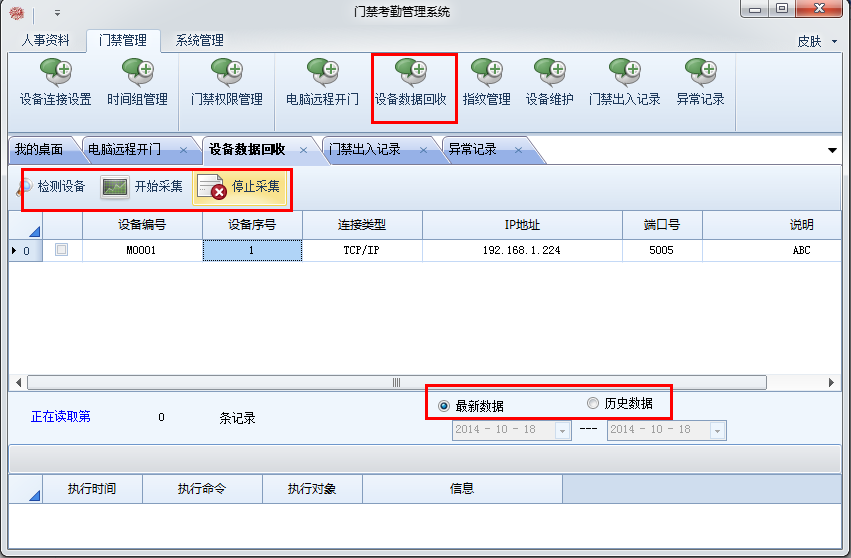 门禁考勤管理系统
人事资料 门禁管理 系统管理 皮肤
设备连接设置 时间组管理 门禁权限管理 电脑远程开门 设备数据回收 指纹管理 设备维护 门禁出入记录 异常记录
我的桌面 电脑远程开门 设备数据回收 门禁出入记录 异常记录
检测设备 开始采集 停止采集
设备编号 设备序号 连接类型 IP地址 端口号 说明
0 M0001 1 TCP/IP 192.168.1.224 5005 ABC
最新数据 历史数据
正在读取第 0 条记录
2014 - 10 - 18 --- 2014 - 10 - 18
执行时间 执行命令 执行对象 信息